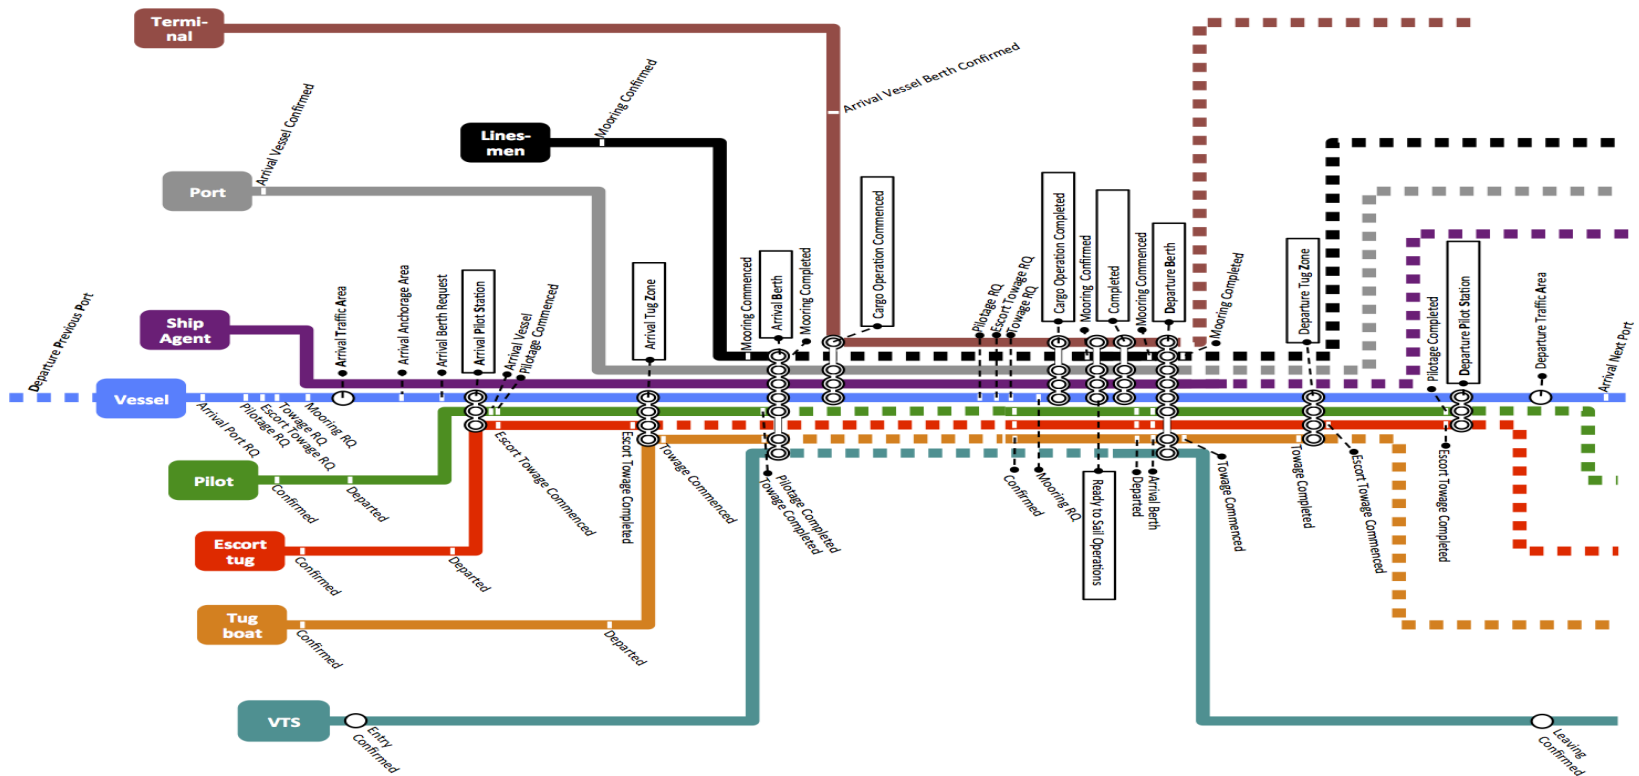 Termi-
nal
Arrival Vessel Berth Confirmed
Mooring Confirmed
Lines-
men
Arrival Vessel Confirmed
Port
Ship
Agent
Departure Previous Port
Vessel
Arrival Traffic Area
Arrival Anchorage Area
Arrival Berth Request
Arrival Pilot Station
Arrival Vessel
Pilotage Commenced
Arrival Tug Zone
Mooring Commenced
Arrival Berth
Mooring Completed
Cargo Operation Commenced
Pilotage RQ
Escort Towage RQ
Towage RQ
Cargo Operation Completed
Mooring Confirmed
Completed
Mooring Commenced
Departure Berth
Mooring Completed
Departure Tug Zone
Pilotage Completed
Departure Pilot Station
Departure Traffic Area
Arrival Next Port
Arrival Port RQ
Pilotage RQ
Escort Towage RQ
Towage RQ
Mooring RQ
Escort Towage Commenced
Escort Towage Completed
Towage Commenced
Pilotage Completed
Towage Completed
Confirmed
Mooring RQ
Ready to Sail Operations
Departed
Arrival Berth
Towage Commenced
Towage Completed
Escort Towage Commenced
Escort Towage Completed
Pilot
Confirmed
Departed
Escort
tug
Confirmed
Departed
Tug
boat
Confirmed
Departed
VTS
Entry
Confirmed
Leaving
Confirmed